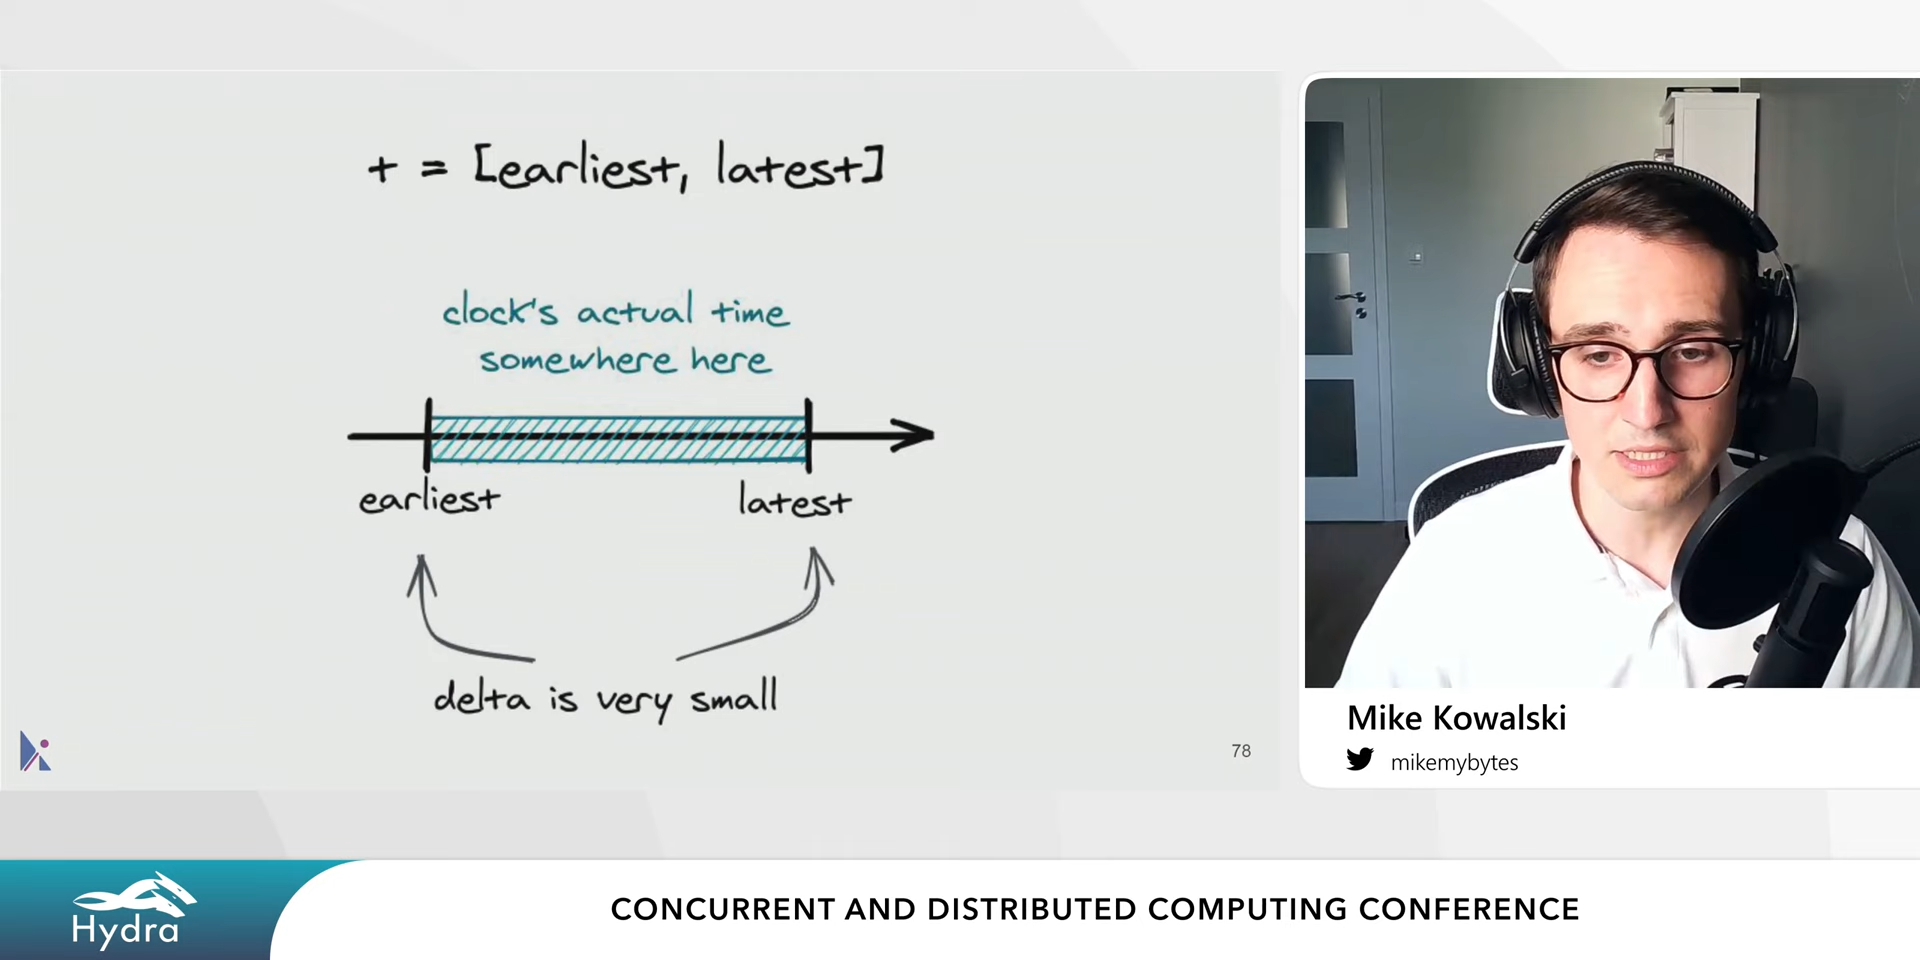 t = [earliest, latest]
clock's actual time
somewhere here
earliest
latest
delta is very small
78
Mike Kowalski
mikemybytes
Hydra
CONCURRENT AND DISTRIBUTED COMPUTING CONFERENCE